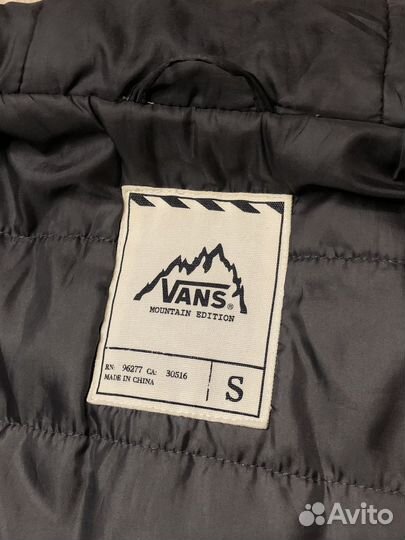 VANS®
MOUNTAIN EDITION
RN: 96277 CA: 30516
MADE IN CHINA
S
Avito